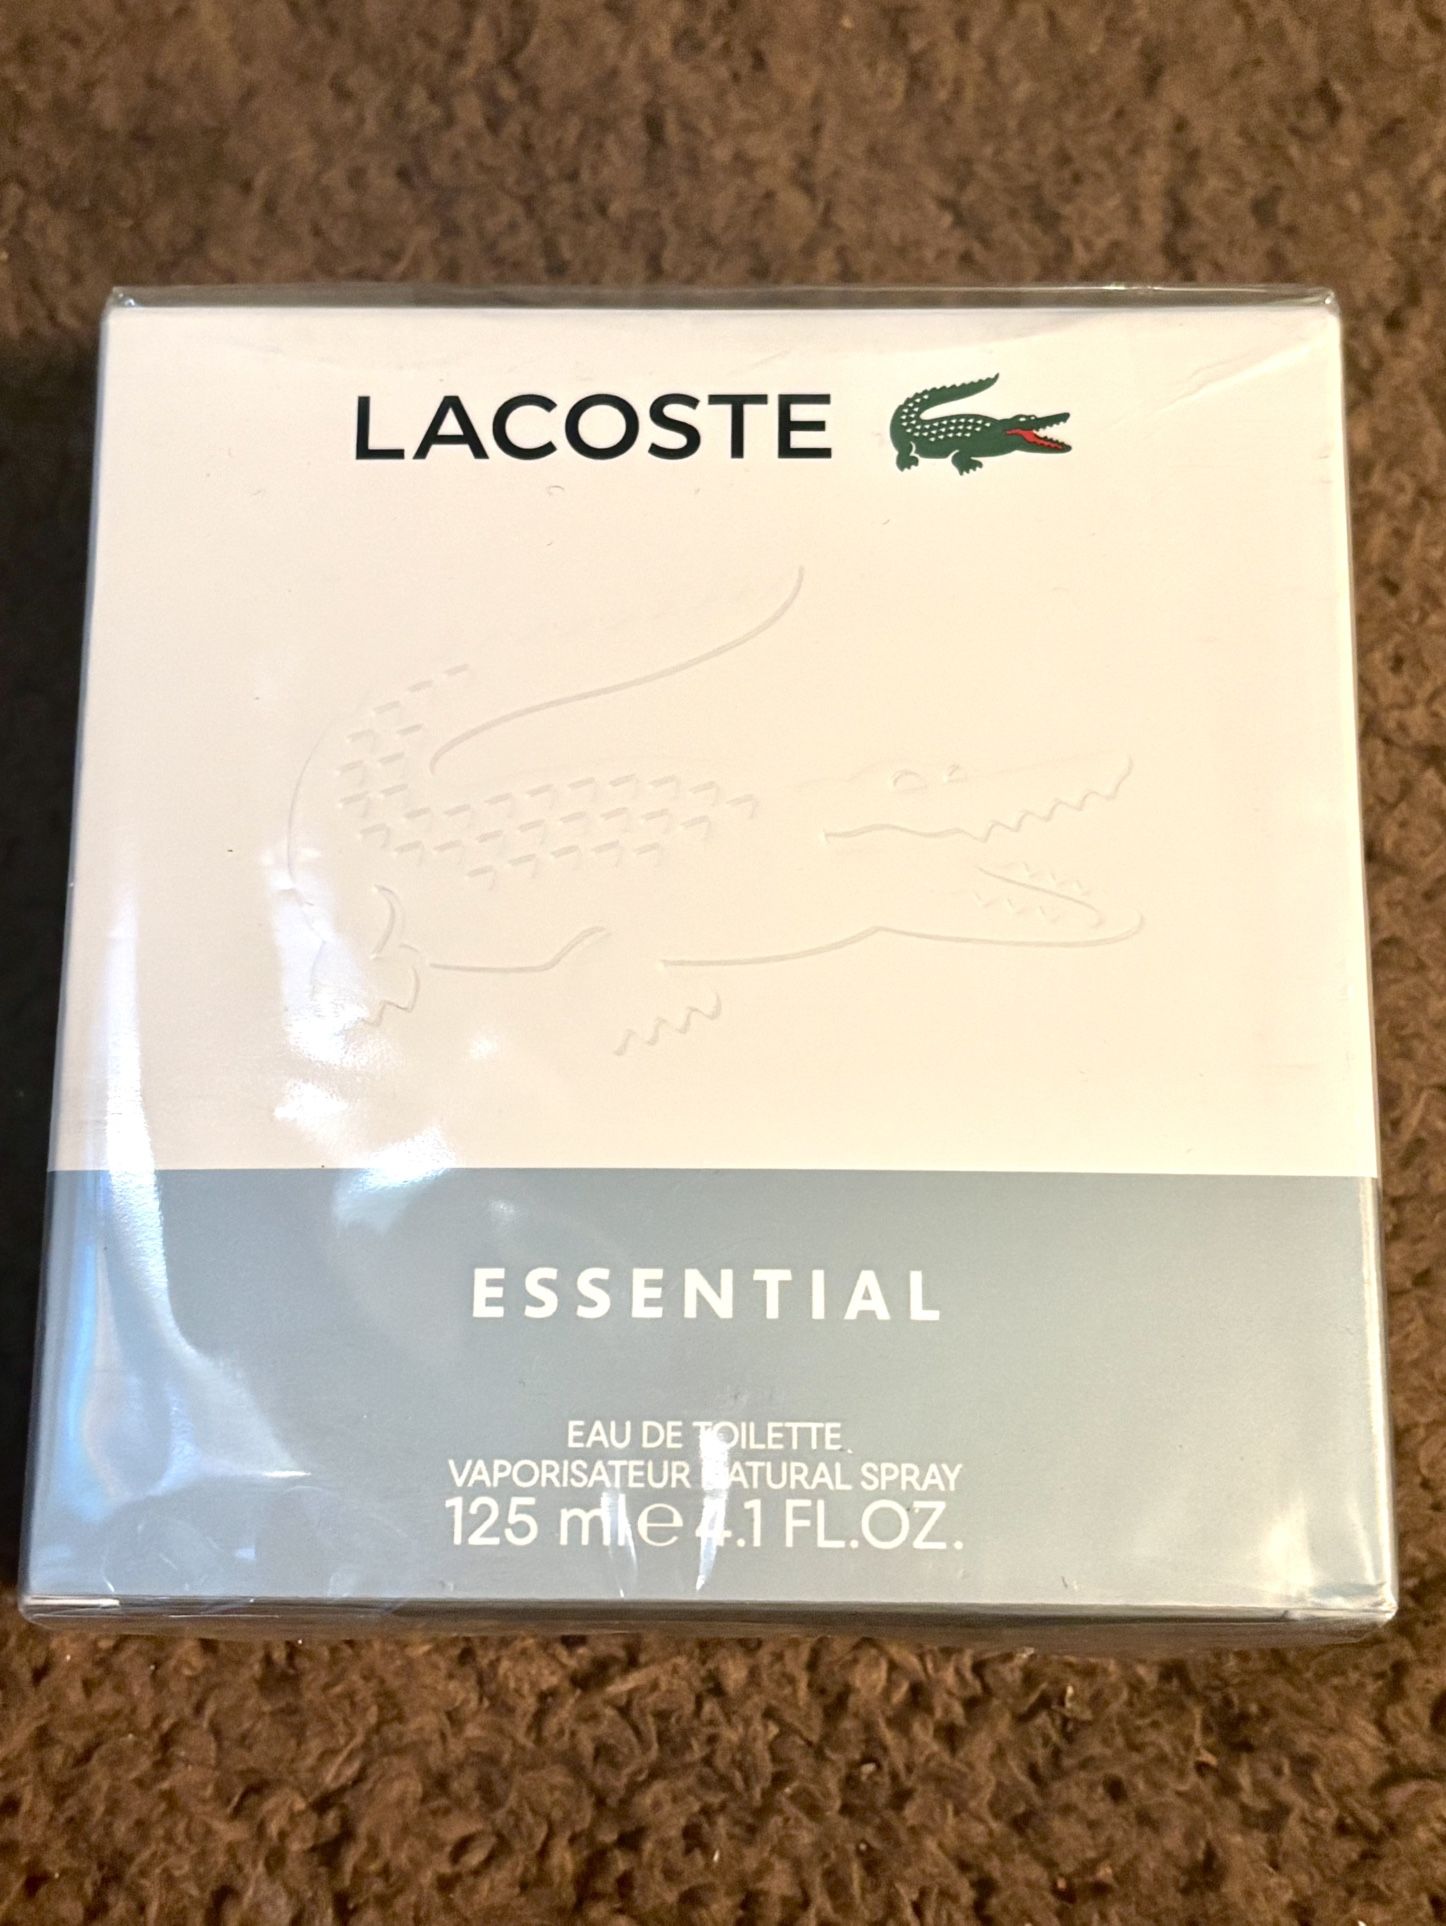 LACOSTE
ESSENTIAL
EAU DE TOILETTE
VAPORISATEUR NATURAL SPRAY
125 ml e 4.1 FL.OZ.